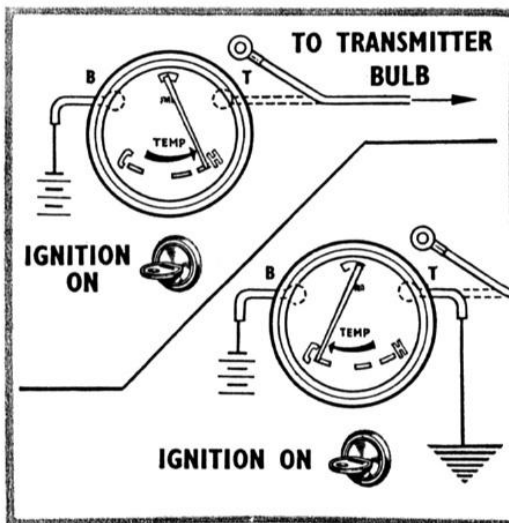 TO TRANSMITTER
BULB
B
T
TEMP
C
H
IGNITION
ON
B
T
TEMP
C
H
IGNITION ON